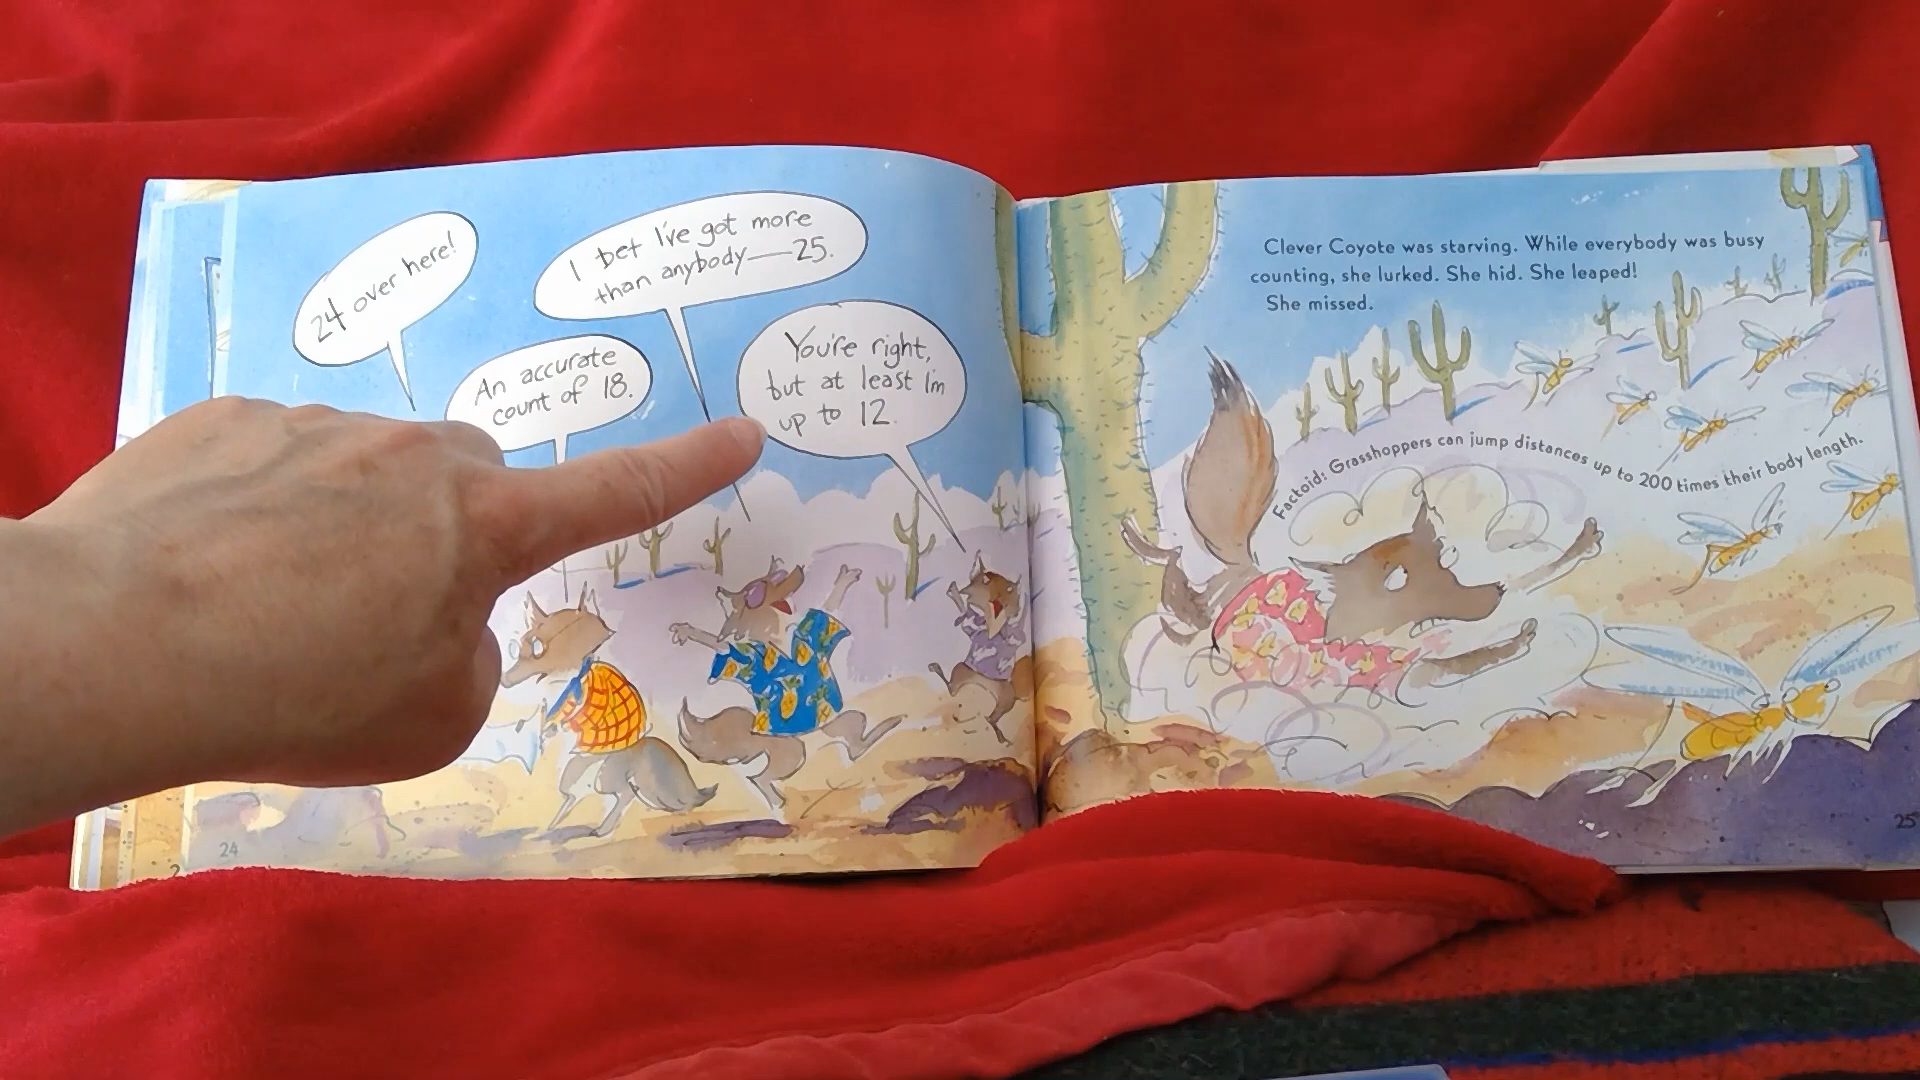 24 over here!
I bet I've got more
than anybody—25.
An accurate
count of 18.
You're right,
but at least I'm
up to 12.
24
2
Clever Coyote was starving. While everybody was busy
counting, she lurked. She hid. She leaped!
She missed.
Factoid: Grasshoppers can jump distances up to 200 times their body length.
25